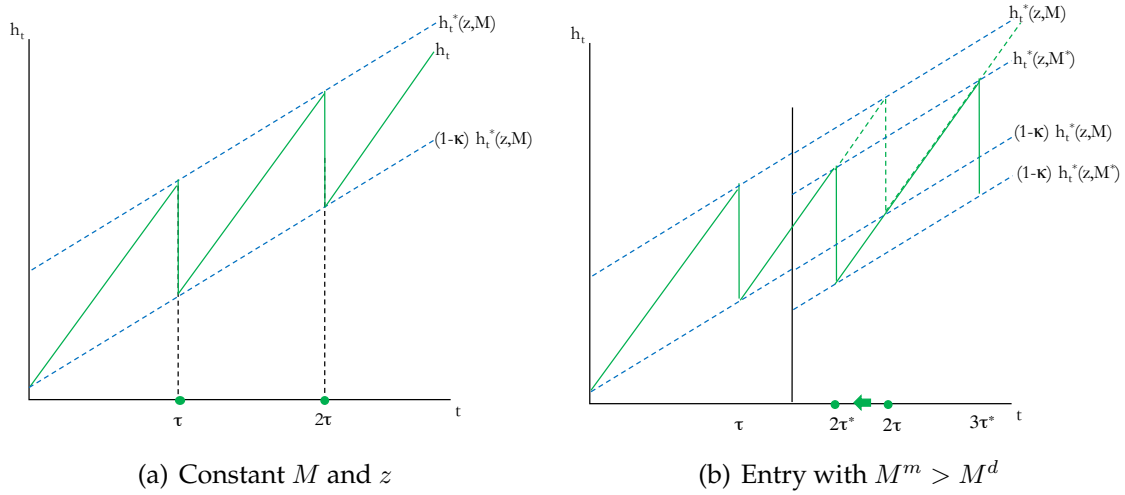 h_t
h_t^*(z,M)
h_t
(1-κ) h_t^*(z,M)
τ
2τ
t
(a) Constant M and z
h_t
h_t^*(z,M)
h_t^*(z,M^*)
(1-κ) h_t^*(z,M)
(1-κ) h_t^*(z,M^*)
τ
2τ*
2τ
3τ*
t
(b) Entry with M^m > M^d